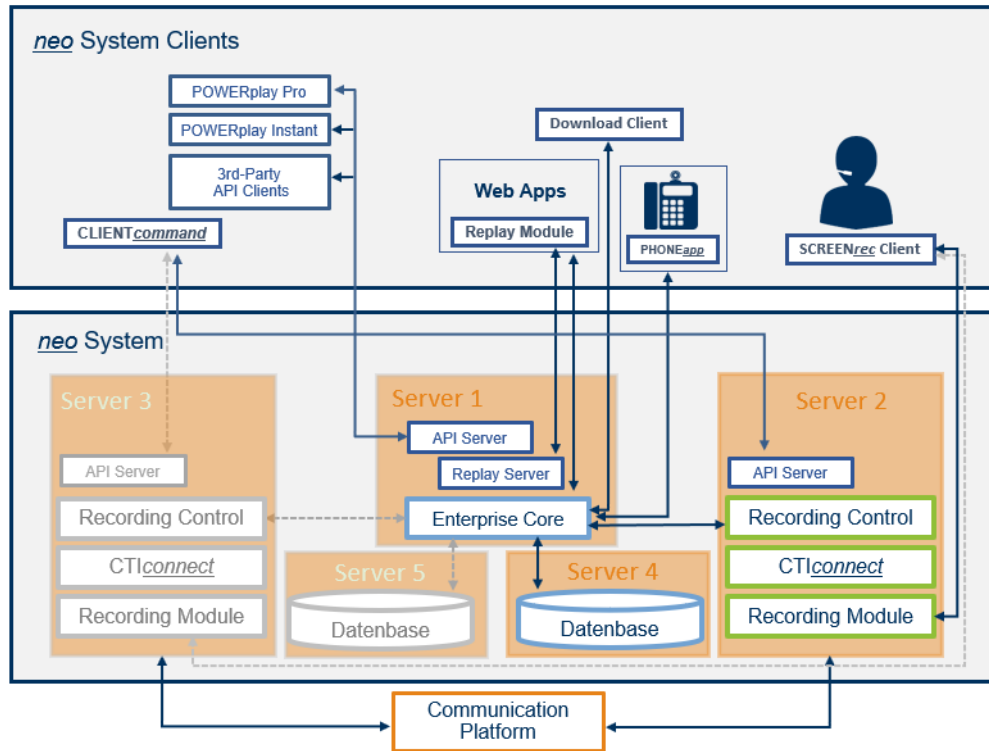 neo System Clients
POWERplay Pro
POWERplay Instant
3rd-Party
API Clients
CLIENTcommand
Download Client
Web Apps
Replay Module
PHONEapp
SCREENrec Client
neo System
Server 3
API Server
Recording Control
CTIconnect
Recording Module
Server 1
API Server
Replay Server
Enterprise Core
Server 5
Datenbase
Server 4
Datenbase
Server 2
API Server
Recording Control
CTIconnect
Recording Module
Communication
Platform